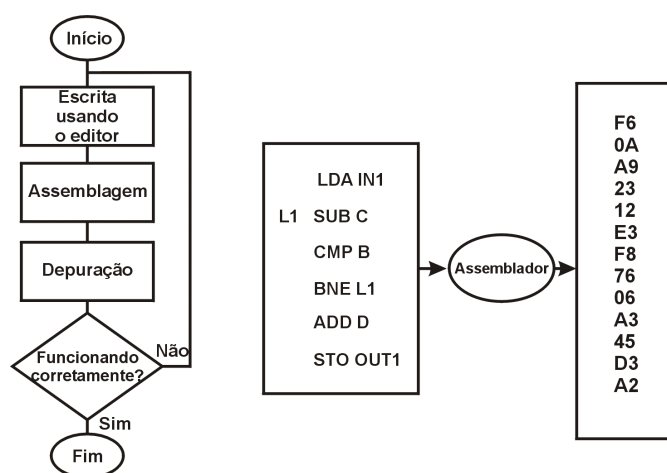 Início
Escrita
usando
o editor
Assemblagem
Depuração
Funcionando
corretamente?
Não
Sim
Fim
LDA IN1
L1 SUB C
CMP B
BNE L1
ADD D
STO OUT1
Assemblador
F6
0A
A9
23
12
E3
F8
76
06
A3
45
D3
A2